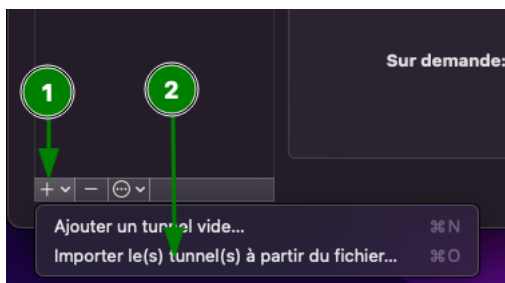 Sur demande:
1
2
Ajouter un tunnel vide... ⌘N
Importer le(s) tunnel(s) à partir du fichier... ⌘O